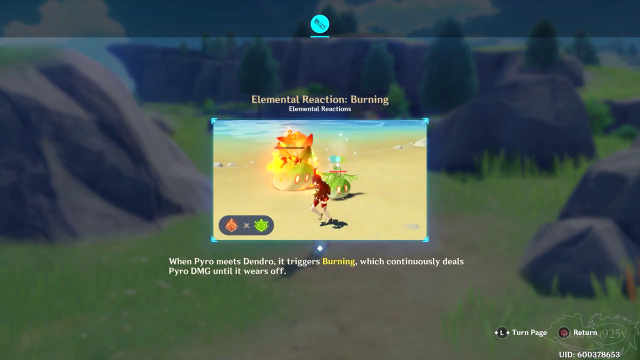 Elemental Reaction: Burning
Elemental Reactions
When Pyro meets Dendro, it triggers Burning, which continuously deals
Pyro DMG until it wears off.
L Turn Page
Return
UID: 600378653